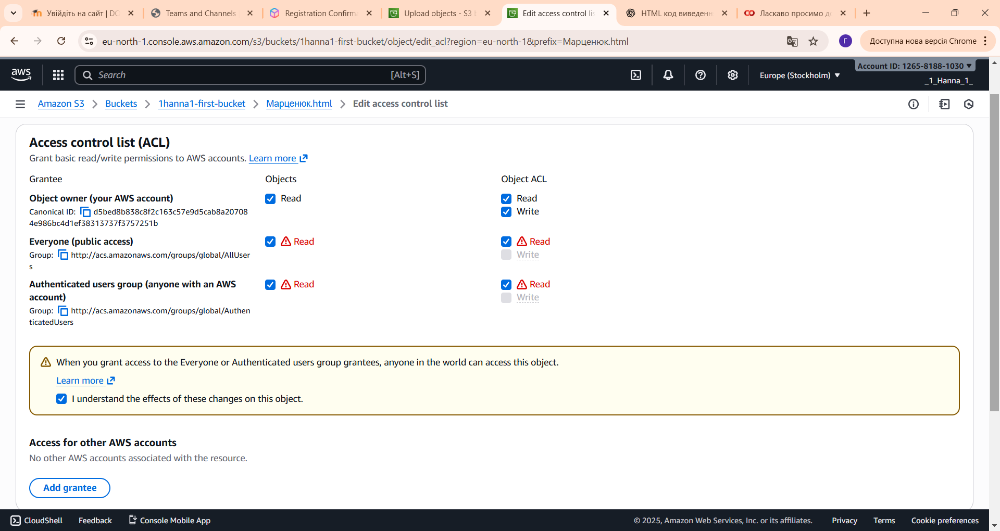 Увійдіть на сайт | DO
Teams and Channels
Registration Confirma
Upload objects - S3 b
Edit access control lis
HTML код виведенн
Ласкаво просимо до
eu-north-1.console.aws.amazon.com/s3/buckets/1hanna1-first-bucket/object/edit_acl?region=eu-north-1&prefix=Марценюк.html
Г
Доступна нова версія Chrome
aws
Search
[Alt+S]
Europe (Stockholm)
Account ID: 1265-8188-1030
_1_Hanna_1_
Amazon S3
Buckets
1hanna1-first-bucket
Марценюк.html
Edit access control list
Access control list (ACL)
Grant basic read/write permissions to AWS accounts. Learn more
Grantee
Objects
Object ACL
Object owner (your AWS account)
Canonical ID: d5bed8b838c8f2c163c57e9d5cab8a20708
4e986bc4d1ef38313737f3757251b
Read
Read
Write
Everyone (public access)
Group: http://acs.amazonaws.com/groups/global/AllUser
s
Read
Read
Write
Authenticated users group (anyone with an AWS
account)
Group: http://acs.amazonaws.com/groups/global/Authen
ticatedUsers
Read
Read
Write
When you grant access to the Everyone or Authenticated users group grantees, anyone in the world can access this object.
Learn more
I understand the effects of these changes on this object.
Access for other AWS accounts
No other AWS accounts associated with the resource.
Add grantee
CloudShell
Feedback
Console Mobile App
© 2025, Amazon Web Services, Inc. or its affiliates.
Privacy
Terms
Cookie preferences